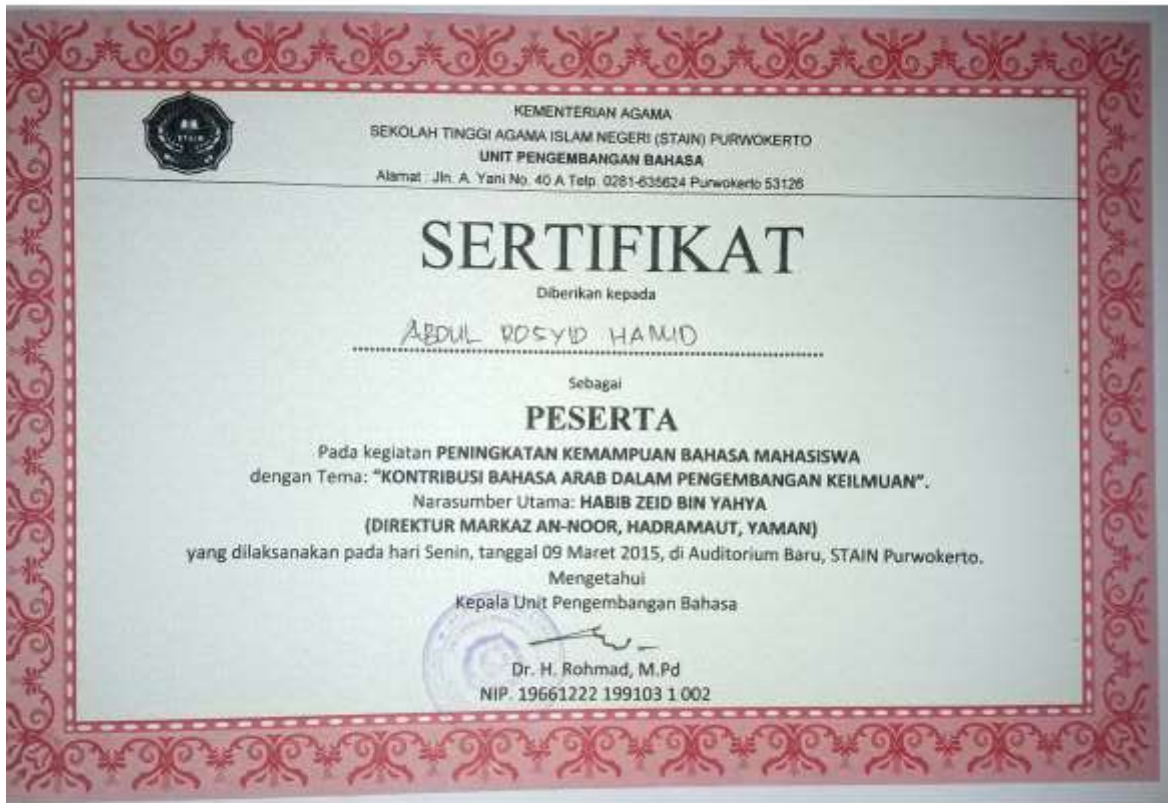 STAIN
KEMENTERIAN AGAMA
SEKOLAH TINGGI AGAMA ISLAM NEGERI (STAIN) PURWOKERTO
UNIT PENGEMBANGAN BAHASA
Alamat : Jln. A. Yani No. 40 A Telp. 0281-635624 Purwokerto 53126
SERTIFIKAT
Diberikan kepada
ABDUL ROSYID HAMID
Sebagai
PESERTA
Pada kegiatan PENINGKATAN KEMAMPUAN BAHASA MAHASISWA
dengan Tema: "KONTRIBUSI BAHASA ARAB DALAM PENGEMBANGAN KEILMUAN".
Narasumber Utama: HABIB ZEID BIN YAHYA
(DIREKTUR MARKAZ AN-NOOR, HADRAMAUT, YAMAN)
yang dilaksanakan pada hari Senin, tanggal 09 Maret 2015, di Auditorium Baru, STAIN Purwokerto.
Mengetahui
Kepala Unit Pengembangan Bahasa
Dr. H. Rohmad, M.Pd
NIP. 19661222 199103 1 002